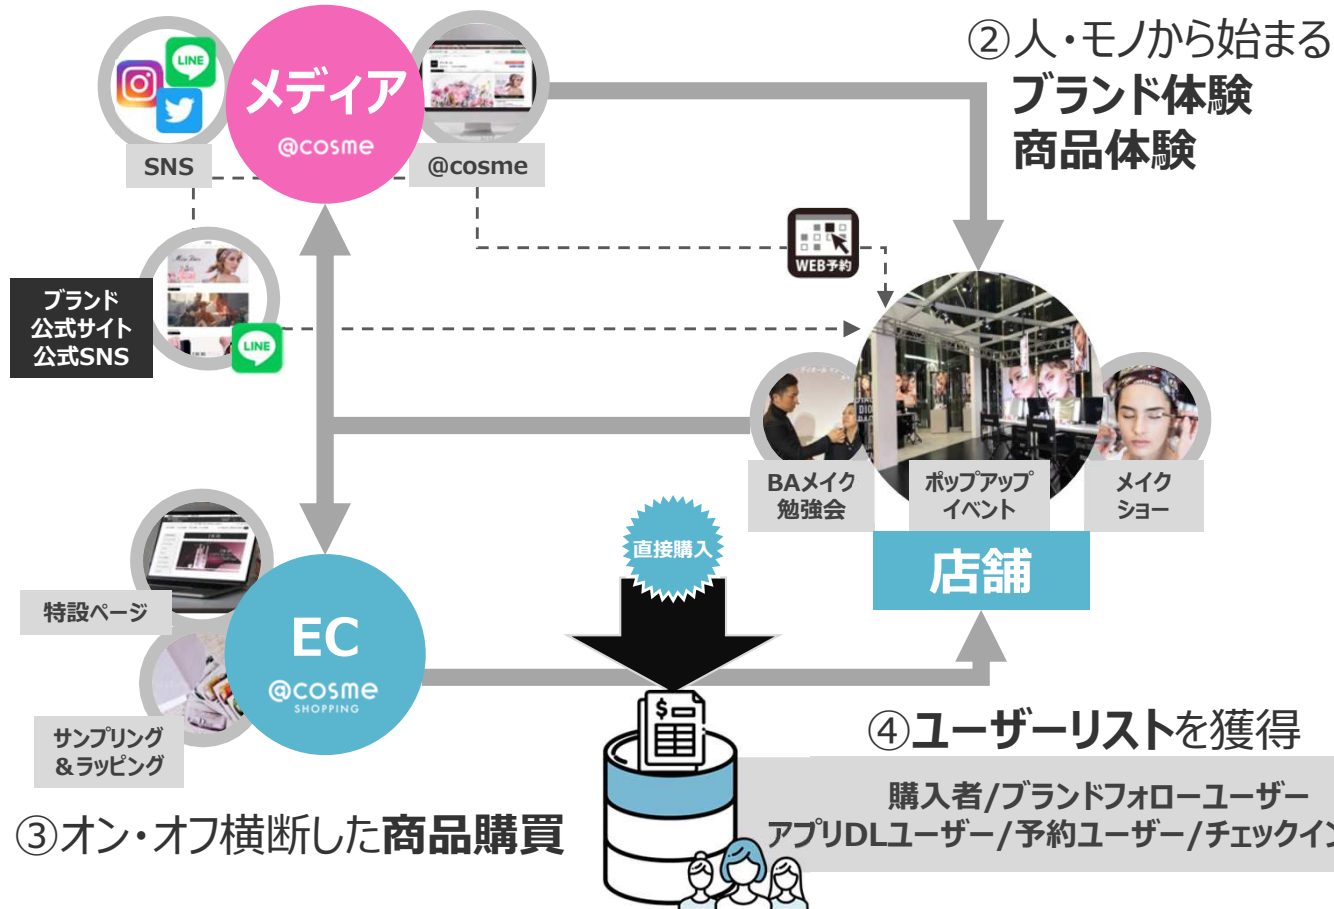 ②人・モノから始まる
ブランド体験
商品体験
LINE
メディア
@cosme
SNS
@cosme
WEB予約
ブランド
公式サイト
公式SNS
LINE
BAメイク
勉強会
ポップアップ
イベント
メイク
ショー
店舗
直接購入
特設ページ
EC
@cosme
SHOPPING
サンプリング
&ラッピング
③オン・オフ横断した商品購買
④ユーザーリストを獲得
購入者/ブランドフォローユーザー
アプリDLユーザー/予約ユーザー/チェックイン